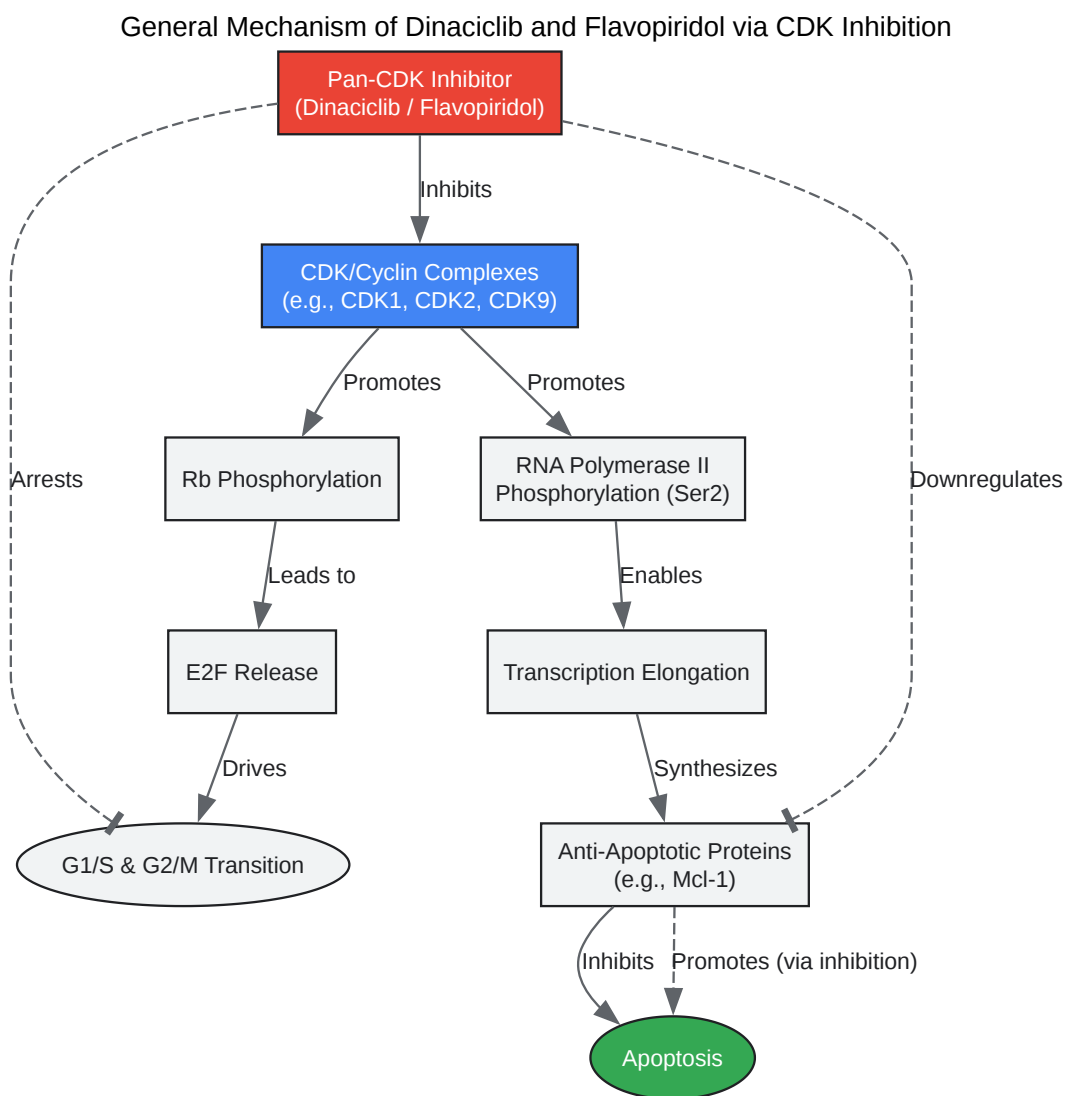 General Mechanism of Dinaciclib and Flavopiridol via CDK Inhibition
Pan-CDK Inhibitor
(Dinaciclib / Flavopiridol)
Inhibits
CDK/Cyclin Complexes
(e.g., CDK1, CDK2, CDK9)
Promotes
Promotes
Rb Phosphorylation
RNA Polymerase II
Phosphorylation (Ser2)
Arrests
Downregulates
Leads to
Enables
E2F Release
Transcription Elongation
Drives
Synthesizes
G1/S & G2/M Transition
Anti-Apoptotic Proteins
(e.g., Mcl-1)
Inhibits
Promotes (via inhibition)
Apoptosis